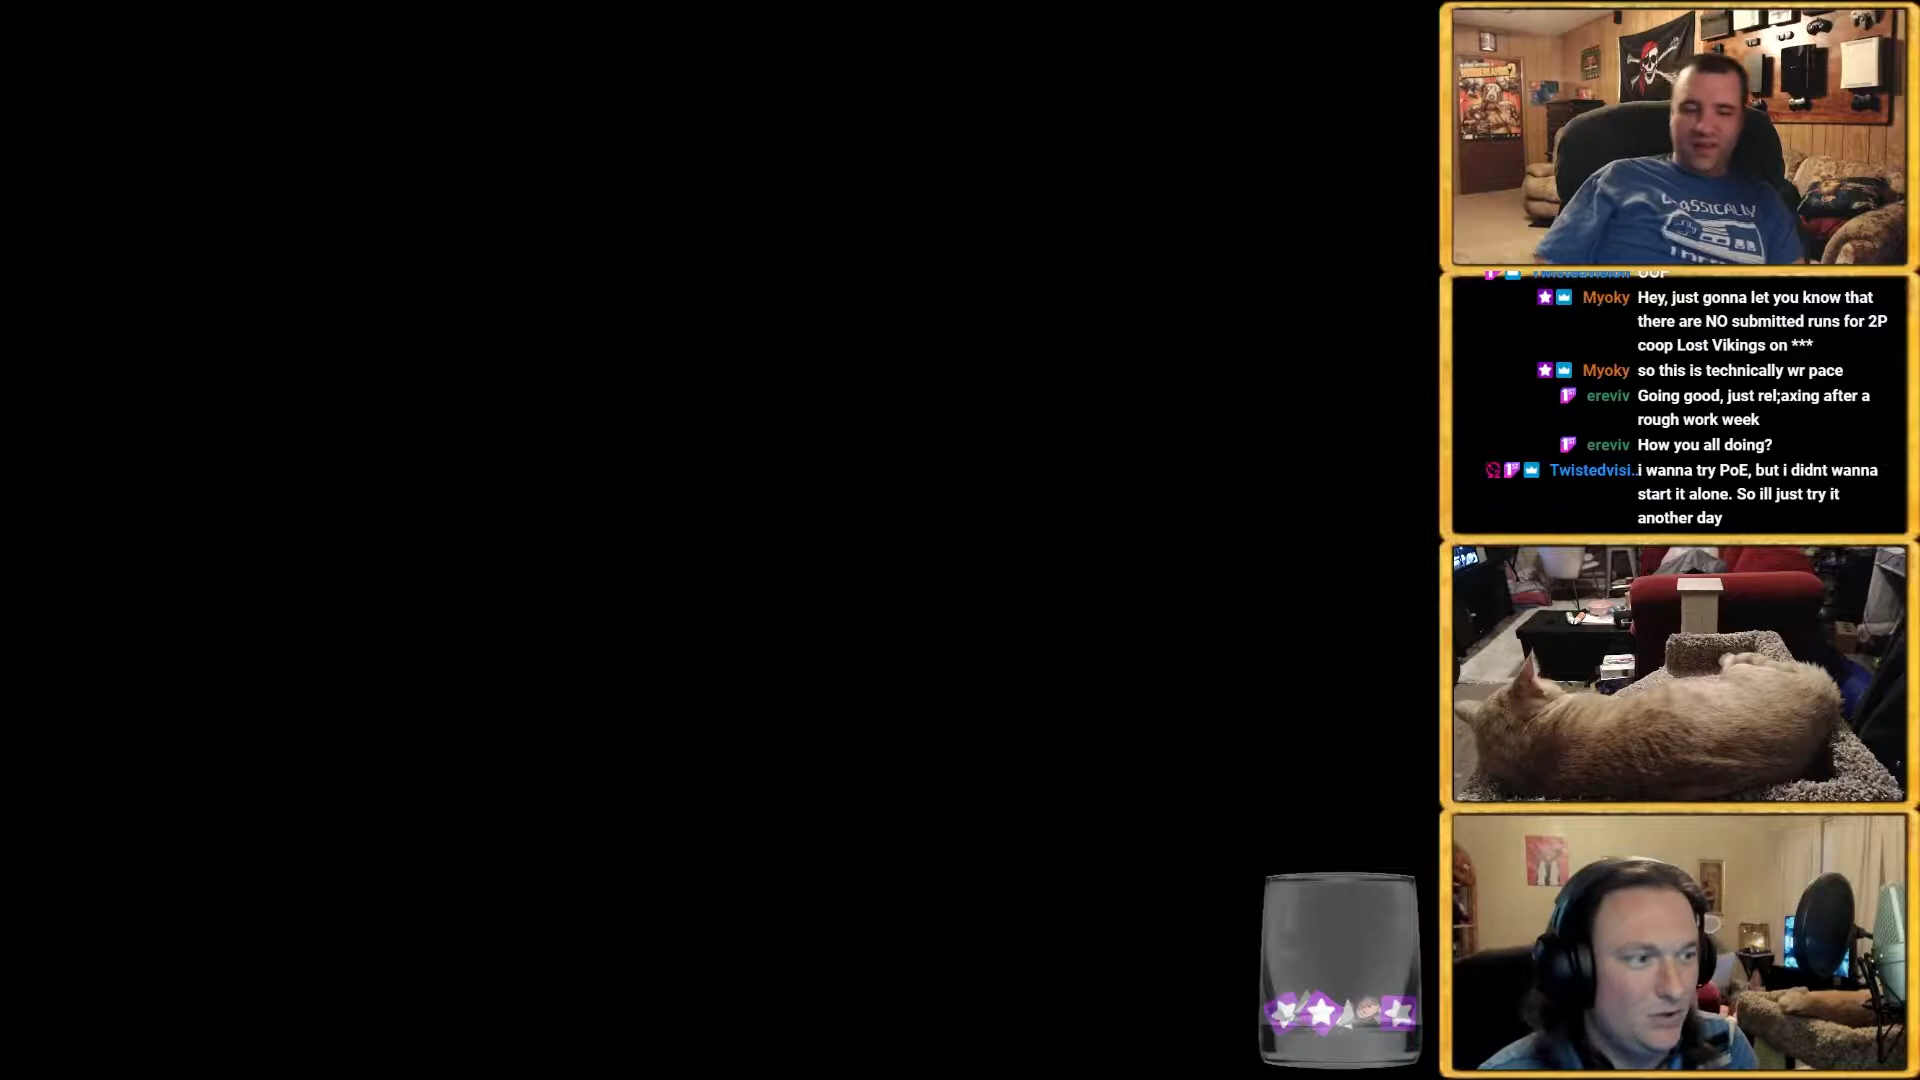 CLASSICALLY
OOF
Myoky Hey, just gonna let you know that
there are NO submitted runs for 2P
coop Lost Vikings on ***
Myoky so this is technically wr pace
ereviv Going good, just rel;axing after a
rough work week
ereviv How you all doing?
Twistedvisi..i wanna try PoE, but i didnt wanna
start it alone. So ill just try it
another day